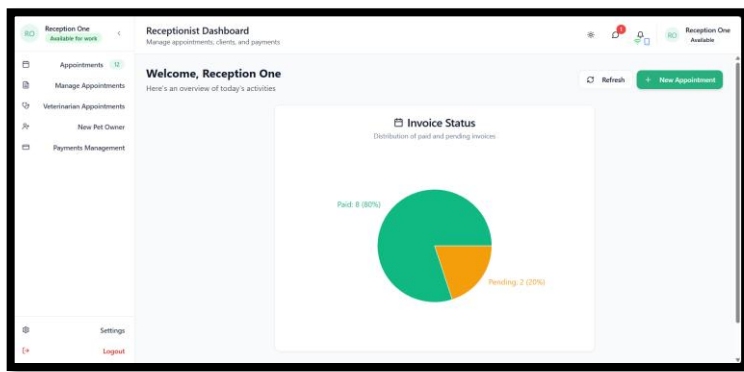 RO
Reception One
Available for work
Appointments 12
Manage Appointments
Veterinarian Appointments
New Pet Owner
Payments Management
Settings
Logout
Receptionist Dashboard
Manage appointments, clients, and payments
1
RO
Reception One
Available
Welcome, Reception One
Here's an overview of today's activities
Refresh
+ New Appointment
Invoice Status
Distribution of paid and pending invoices
Paid: 8 (80%)
Pending: 2 (20%)